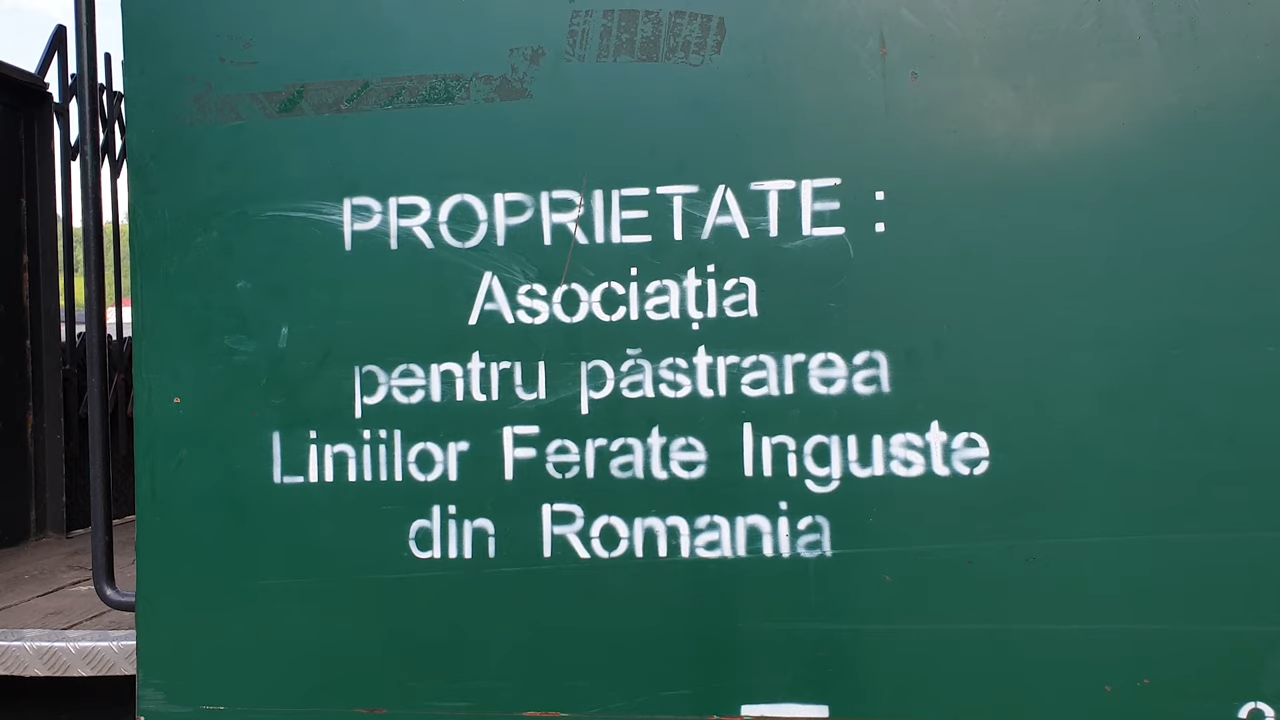 PROPRIETATE :
Asociația
pentru păstrarea
Liniilor Ferate Inguste
din Romania